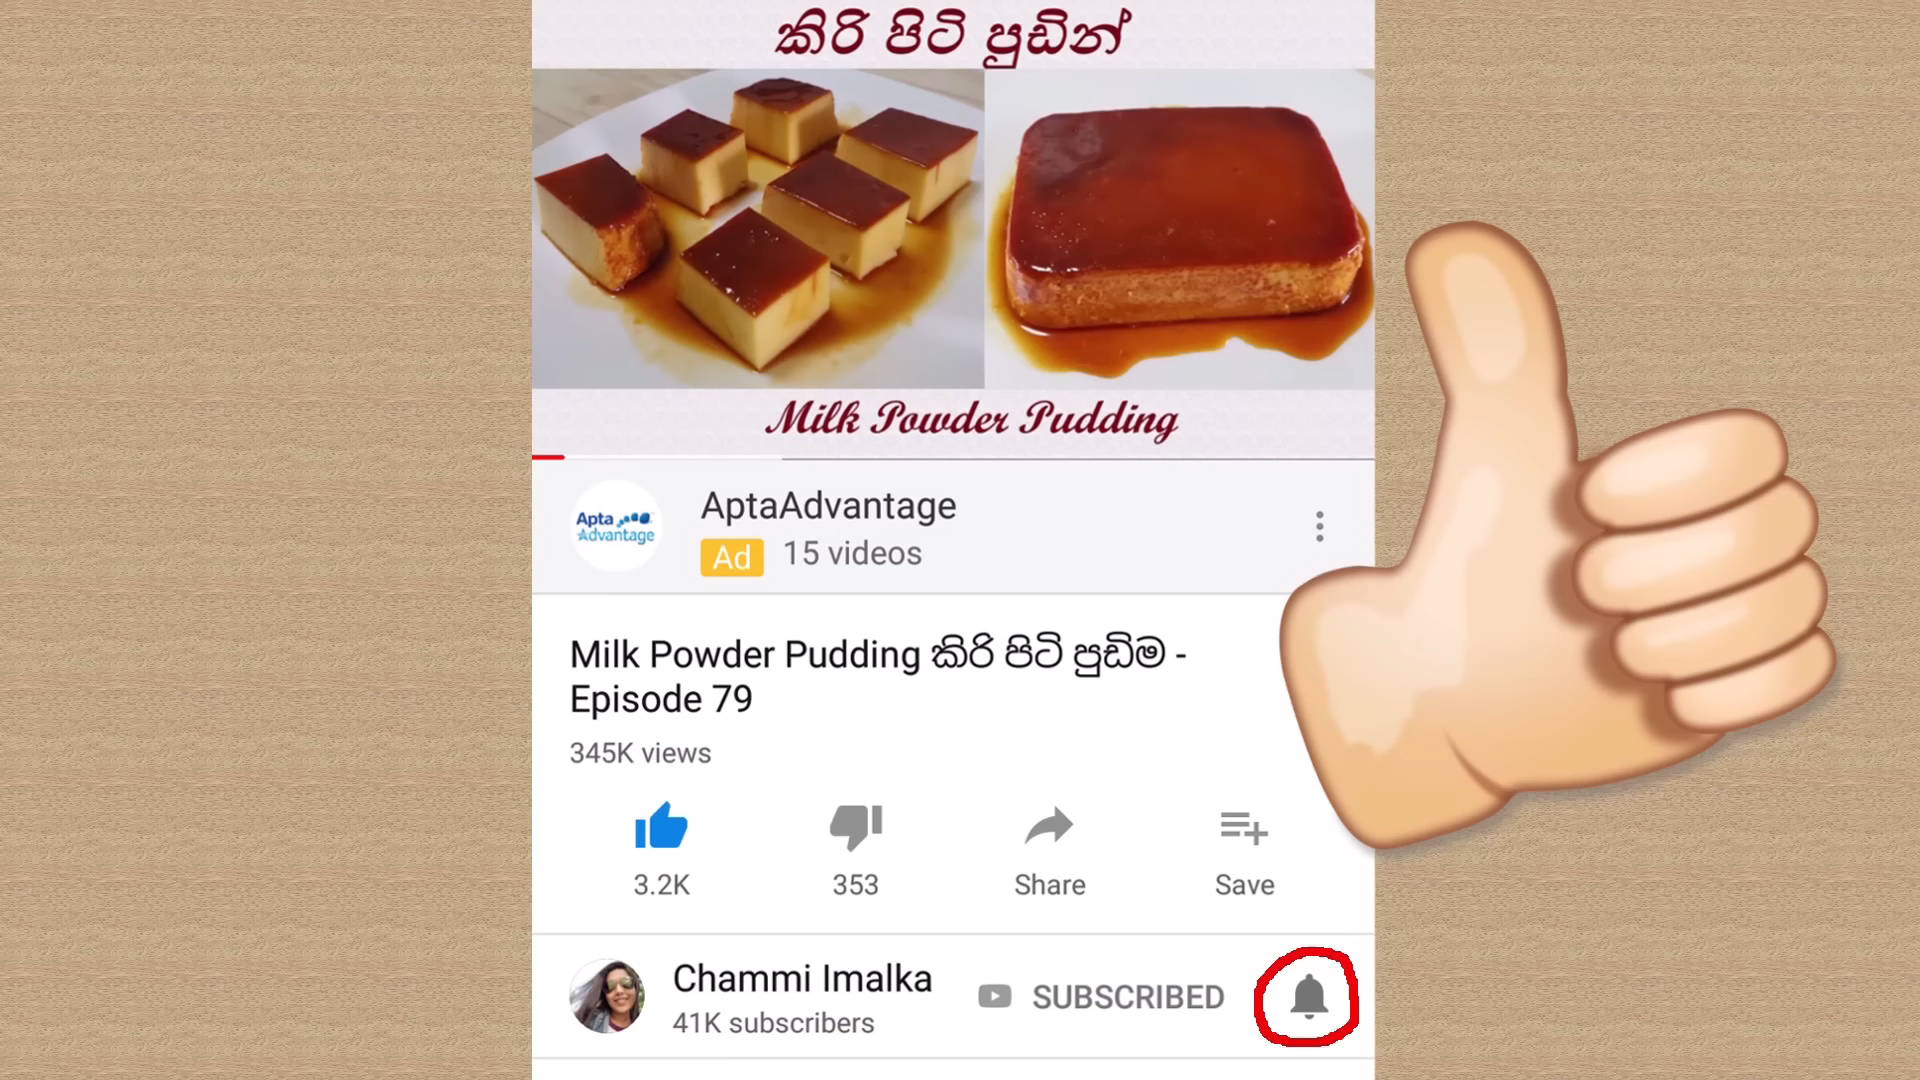 කිරි පිටි පුඩින්
Milk Powder Pudding
Apta
Advantage
AptaAdvantage
Ad 15 videos
Milk Powder Pudding කිරි පිටි පුඩිම -
Episode 79
345K views
3.2K 353 Share Save
Chammi Imalka SUBSCRIBED
41K subscribers